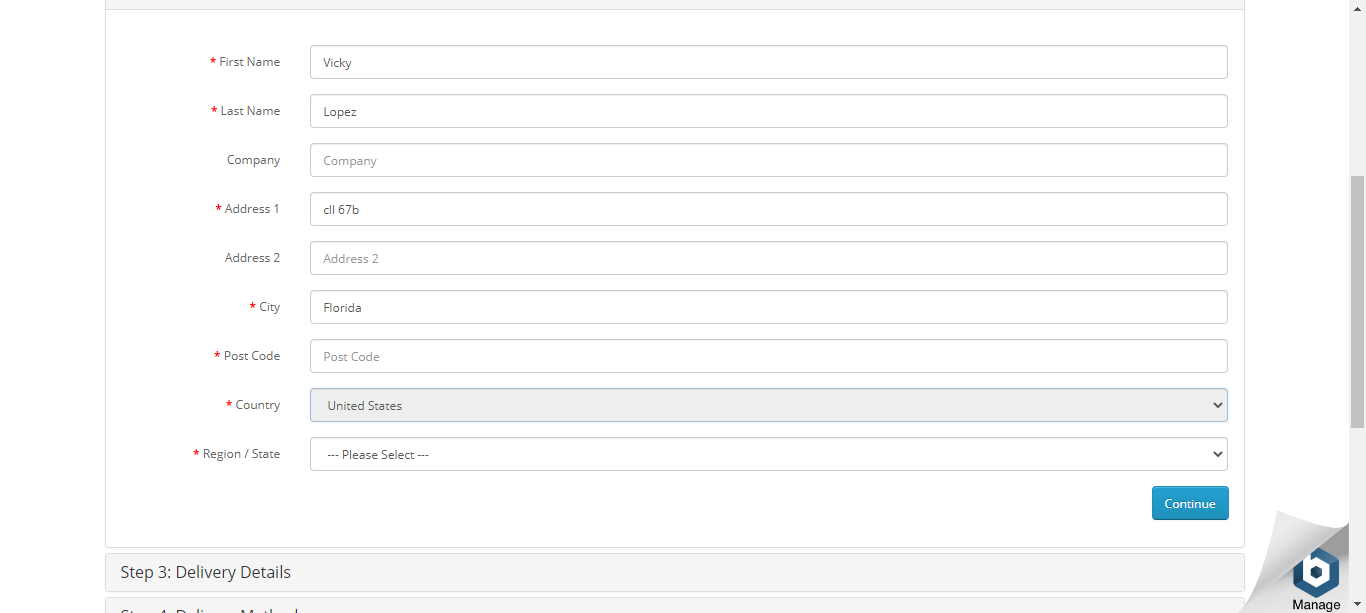 * First Name Vicky
* Last Name Lopez
Company Company
* Address 1 cll 67b
Address 2 Address 2
* City Florida
* Post Code Post Code
* Country United States
* Region / State --- Please Select ---
Continue
Step 3: Delivery Details
Manage